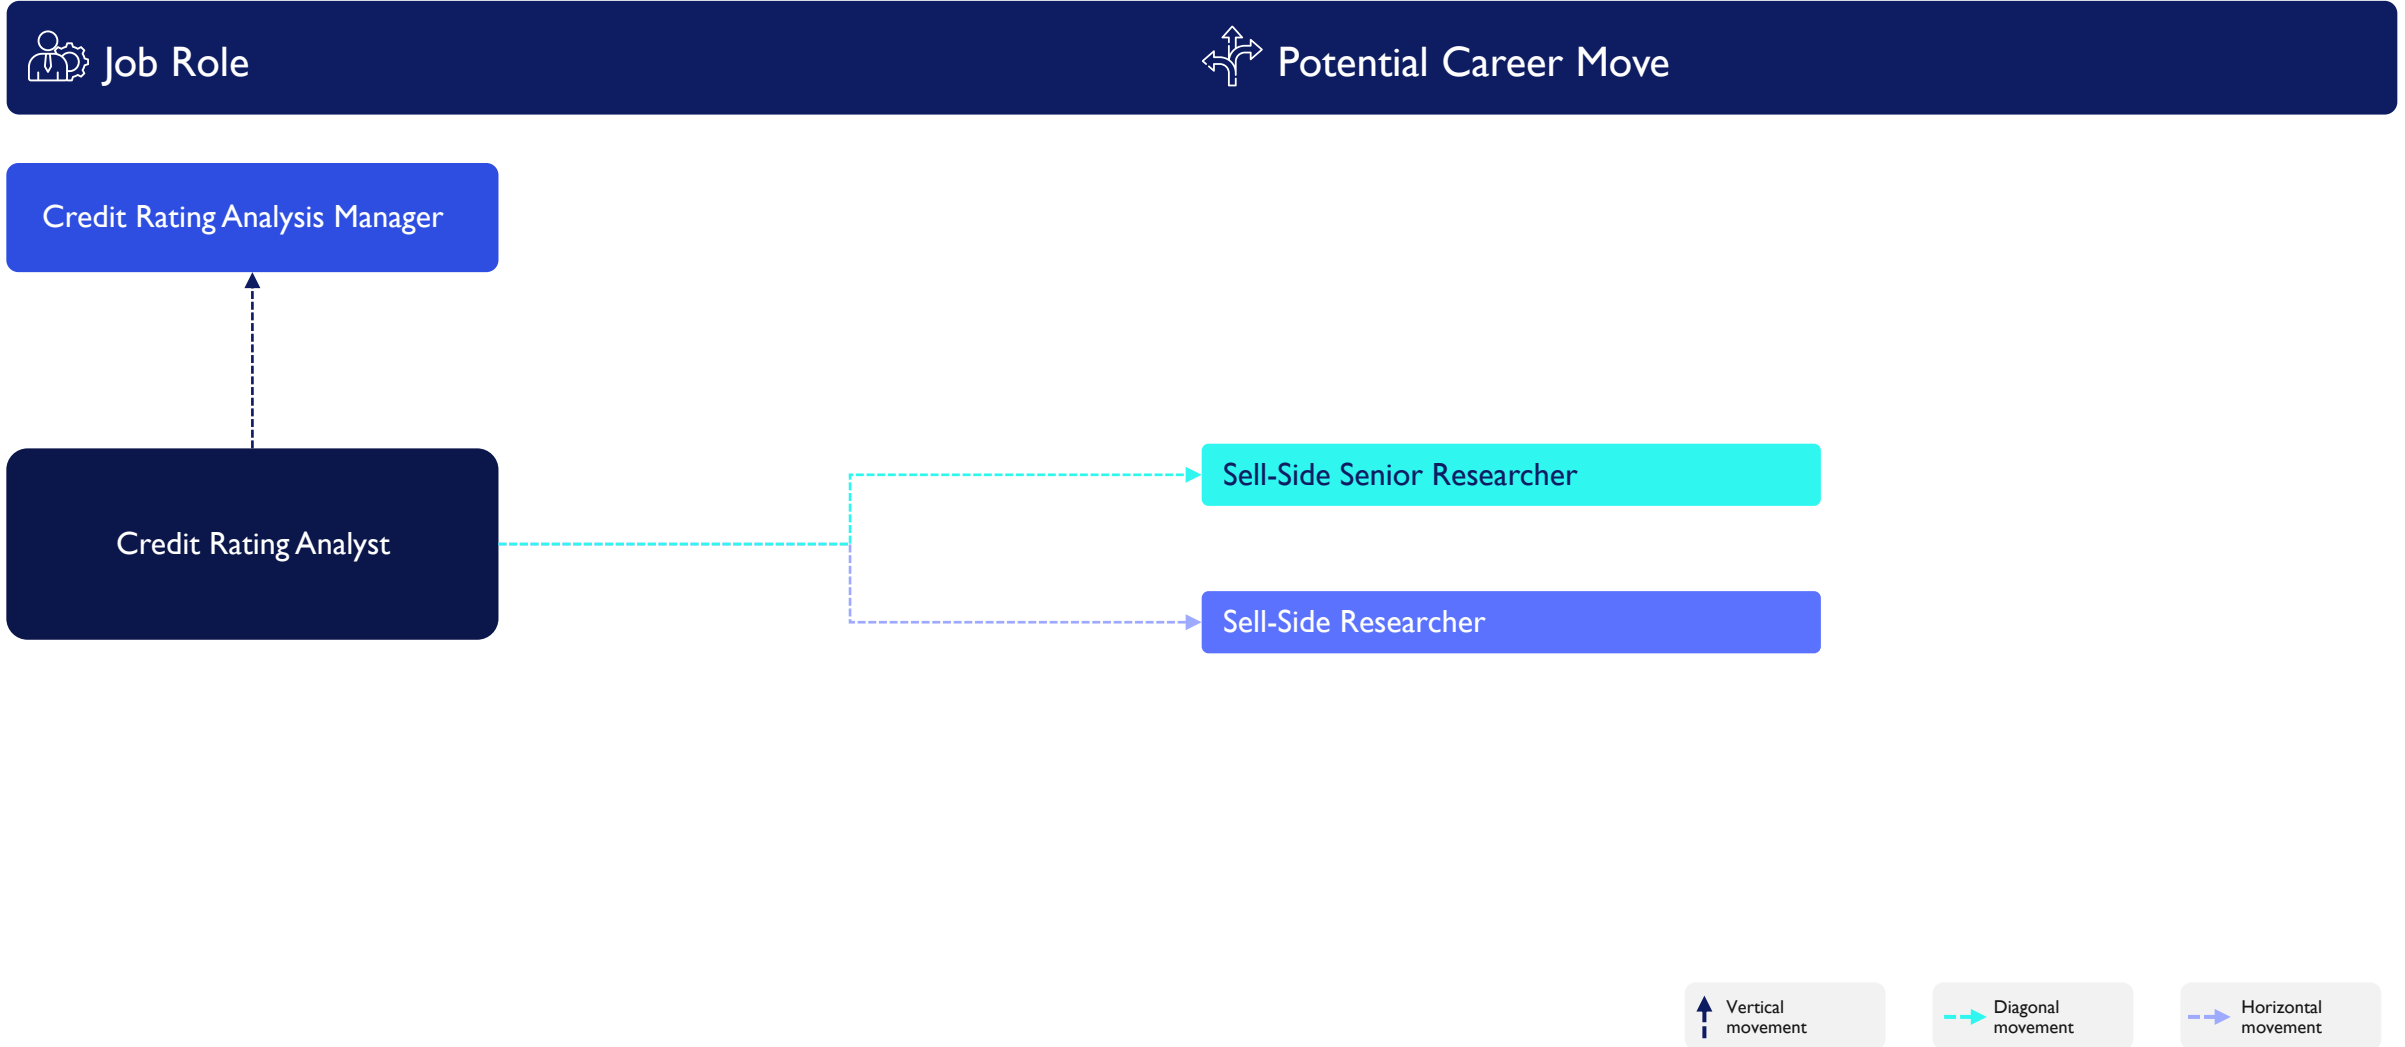 Job Role
Potential Career Move
Credit Rating Analysis Manager
Sell-Side Senior Researcher
Credit Rating Analyst
Sell-Side Researcher
Vertical
movement
Diagonal
movement
Horizontal
movement